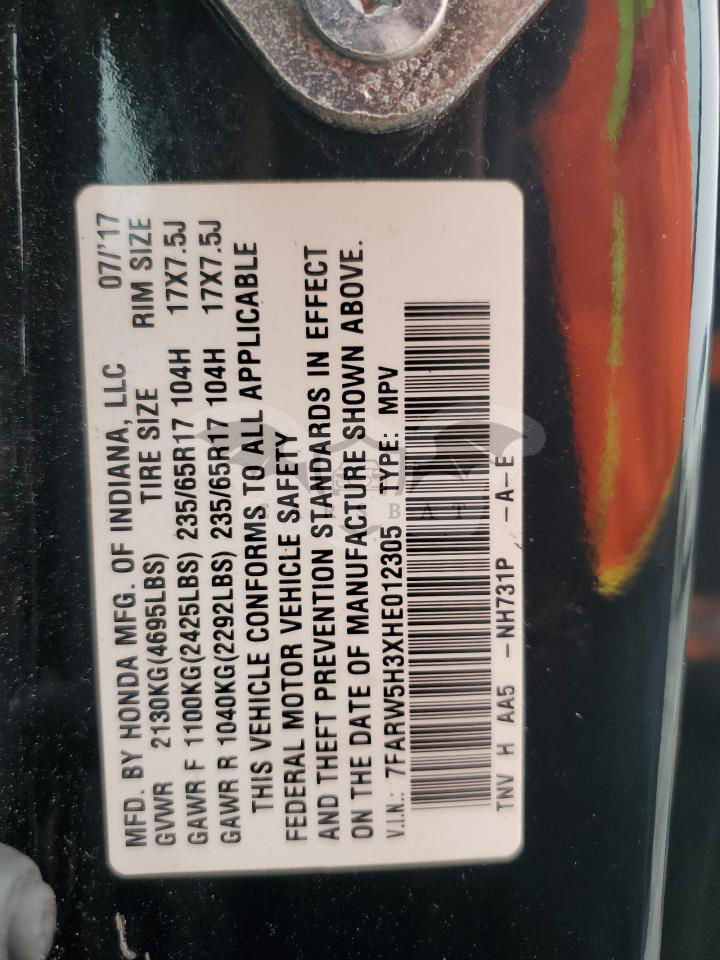 MFD. BY HONDA MFG. OF INDIANA, LLC 07/'17
GVWR 2130KG(4695LBS) TIRE SIZE RIM SIZE
GAWR F 1100KG(2425LBS) 235/65R17 104H 17X7.5J
GAWR R 1040KG(2292LBS) 235/65R17 104H 17X7.5J
THIS VEHICLE CONFORMS TO ALL APPLICABLE
FEDERAL MOTOR VEHICLE SAFETY
AND THEFT PREVENTION STANDARDS IN EFFECT
ON THE DATE OF MANUFACTURE SHOWN ABOVE.
V.I.N.: 7FARW5H3XHE012305 TYPE: MPV
TNV H AA5 -NH731P -A-E